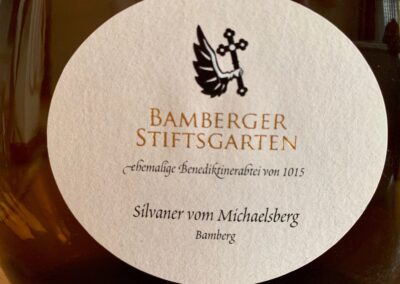 BAMBERGER
STIFTSGARTEN
ehemalige Benediktinerabtei von 1015
Silvaner vom Michaelsberg
Bamberg